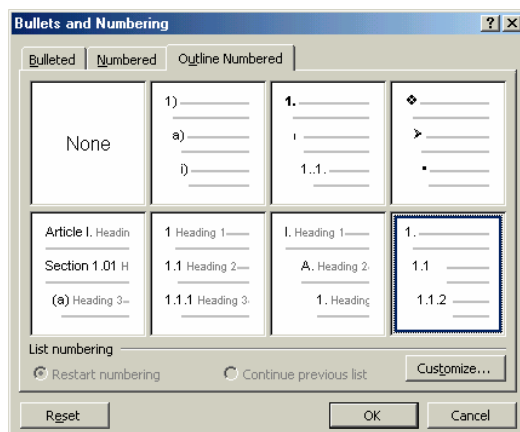 Bullets and Numbering
Bulleted Numbered Outline Numbered
None
1)
a)
i)
1.
1..1.
Article I. Headin
Section 1.01 H
(a) Heading 3
1 Heading 1
1.1 Heading 2
1.1.1 Heading 3
I. Heading 1
A. Heading 2
1. Heading
1.
1.1
1.1.2
List numbering
Restart numbering Continue previous list Customize...
Reset OK Cancel